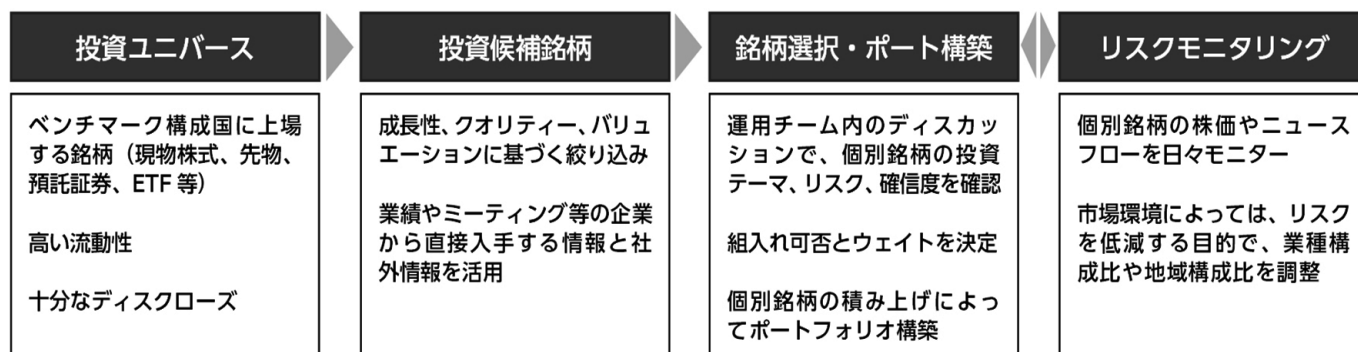 投資ユニバース
ベンチマーク構成国に上場
する銘柄（現物株式、先物、
預託証券、ETF 等）
高い流動性
十分なディスクローズ
投資候補銘柄
成長性、クオリティー、バリュ
エーションに基づく絞り込み
業績やミーティング等の企業
から直接入手する情報と社
外情報を活用
銘柄選択・ポート構築
運用チーム内のディスカッ
ションで、個別銘柄の投資
テーマ、リスク、確信度を確認
組入れ可否とウェイトを決定
個別銘柄の積み上げによっ
てポートフォリオ構築
リスクモニタリング
個別銘柄の株価やニュース
フローを日々モニター
市場環境によっては、リスク
を低減する目的で、業種構
成比や地域構成比を調整